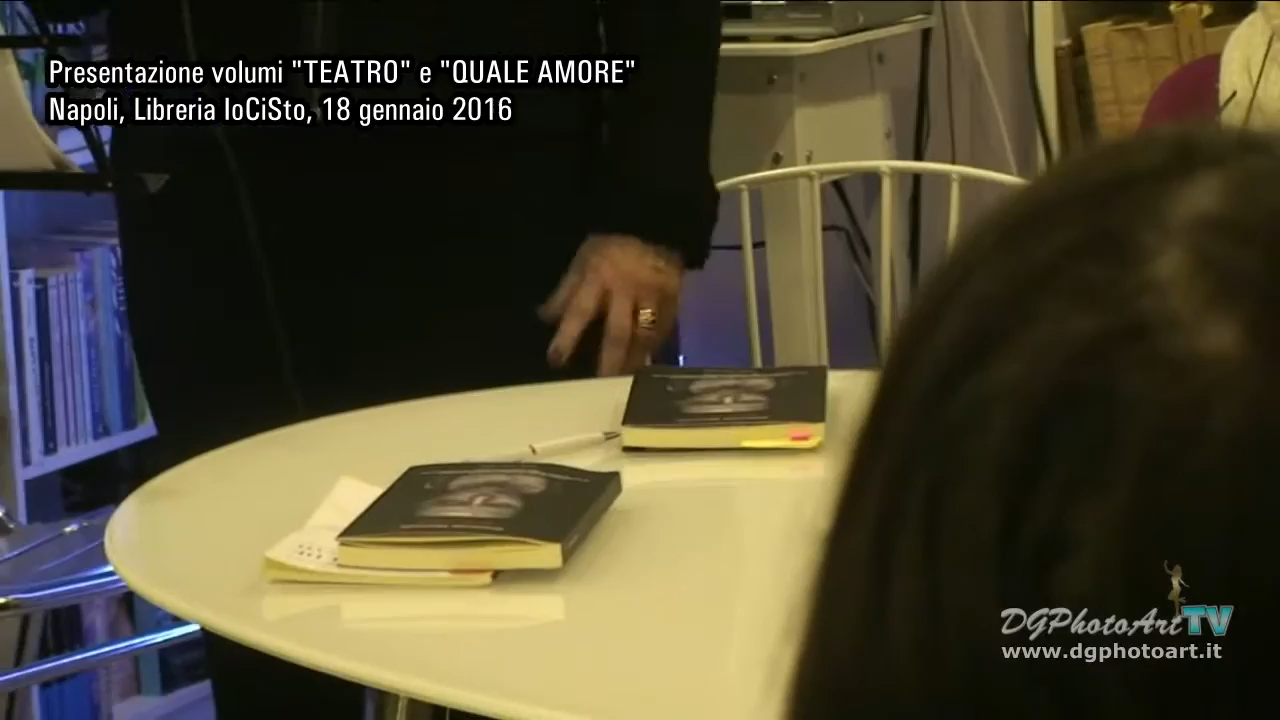 Presentazione volumi "TEATRO" e "QUALE AMORE"
Napoli, Libreria IoCiSto, 18 gennaio 2016
DGPhotoArtTV
www.dgphotoart.it